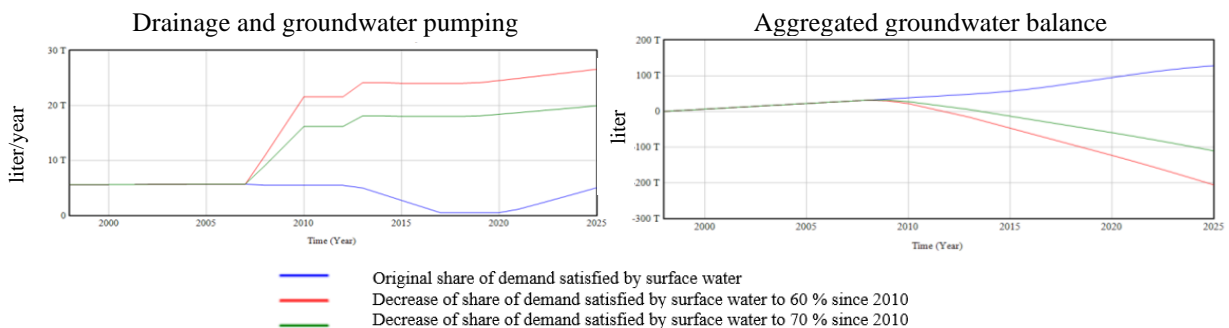 Drainage and groundwater pumping
30 T
20 T
10 T
0
liter/year
2000 2005 2010 2015 2020 2025
Time (Year)
Aggregated groundwater balance
200 T
100 T
0
-100 T
-200 T
-300 T
liter
2000 2005 2010 2015 2020 2025
Time (Year)
Original share of demand satisfied by surface water
Decrease of share of demand satisfied by surface water to 60 % since 2010
Decrease of share of demand satisfied by surface water to 70 % since 2010